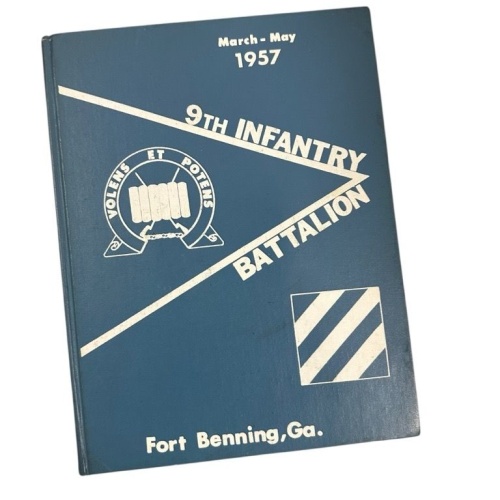 March - May
1957
9TH INFANTRY
BATTALION
VOLENS ET POTENS
Fort Benning, Ga.